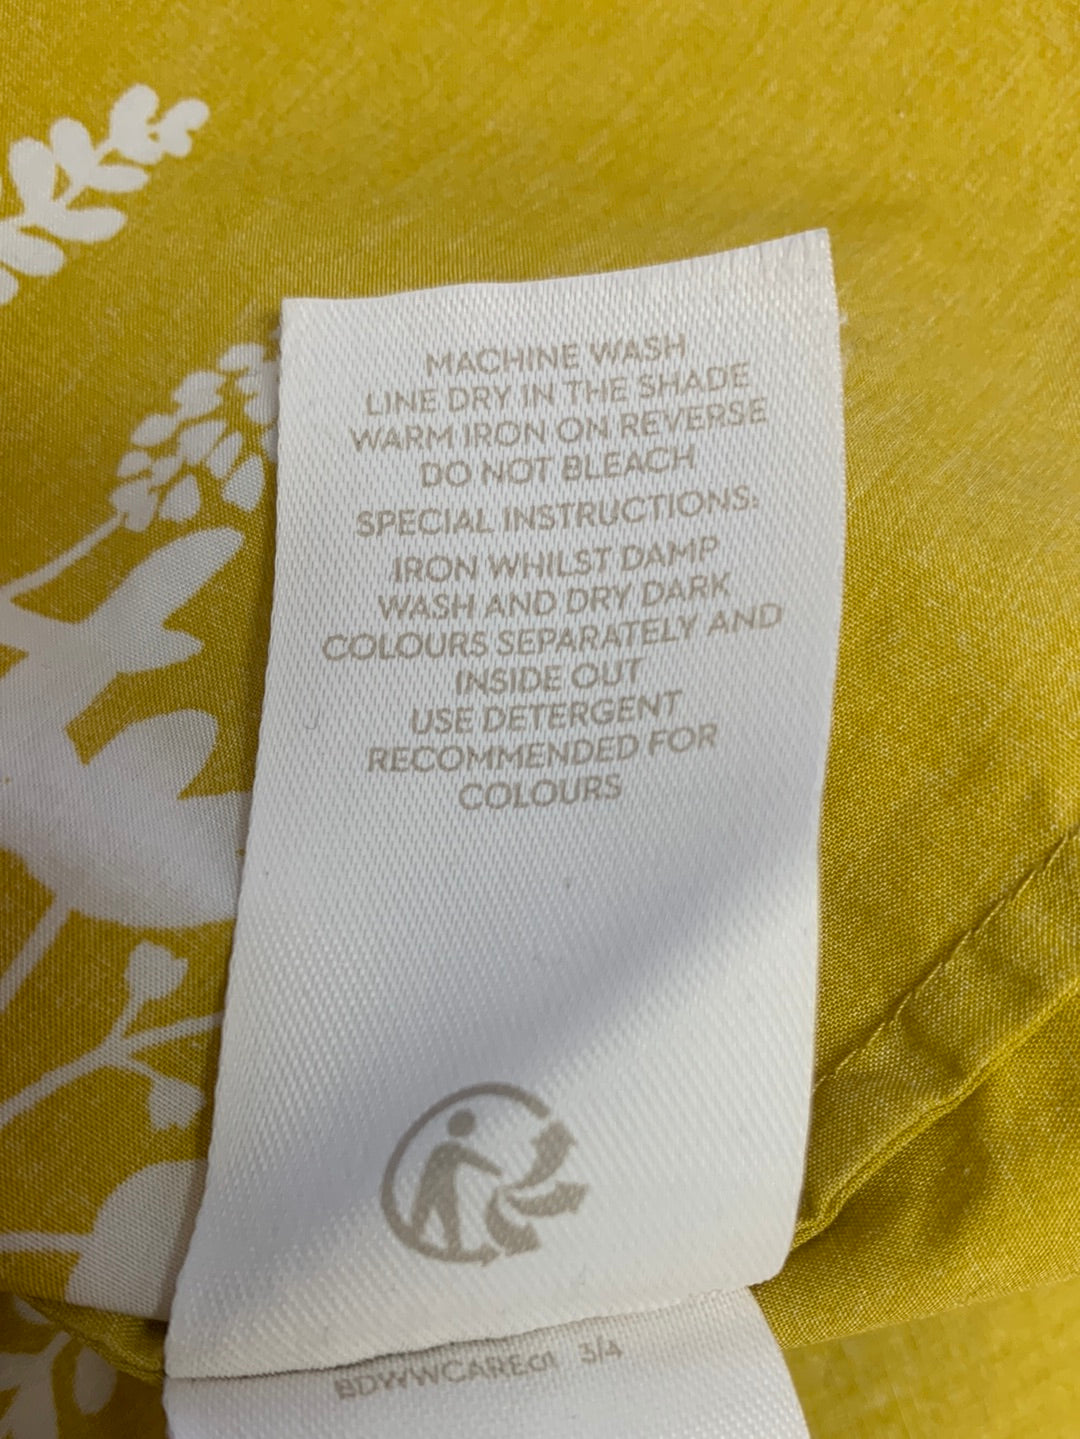 MACHINE WASH
LINE DRY IN THE SHADE
WARM IRON ON REVERSE
DO NOT BLEACH
SPECIAL INSTRUCTIONS:
IRON WHILST DAMP
WASH AND DRY DARK
COLOURS SEPARATELY AND
INSIDE OUT
USE DETERGENT
RECOMMENDED FOR
COLOURS
BDWWCARE01 3/4